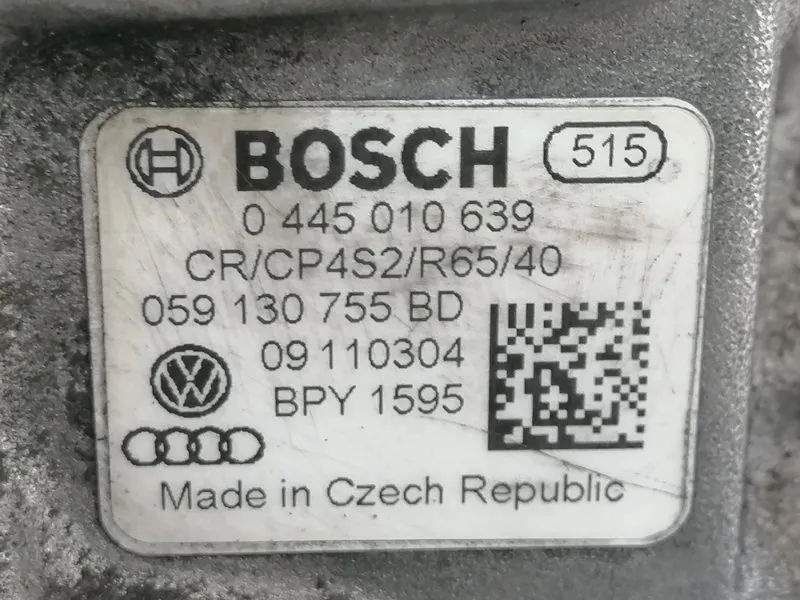 BOSCH 515
0 445 010 639
CR/CP4S2/R65/40
059 130 755 BD
09 110304
BPY 1595
Made in Czech Republic